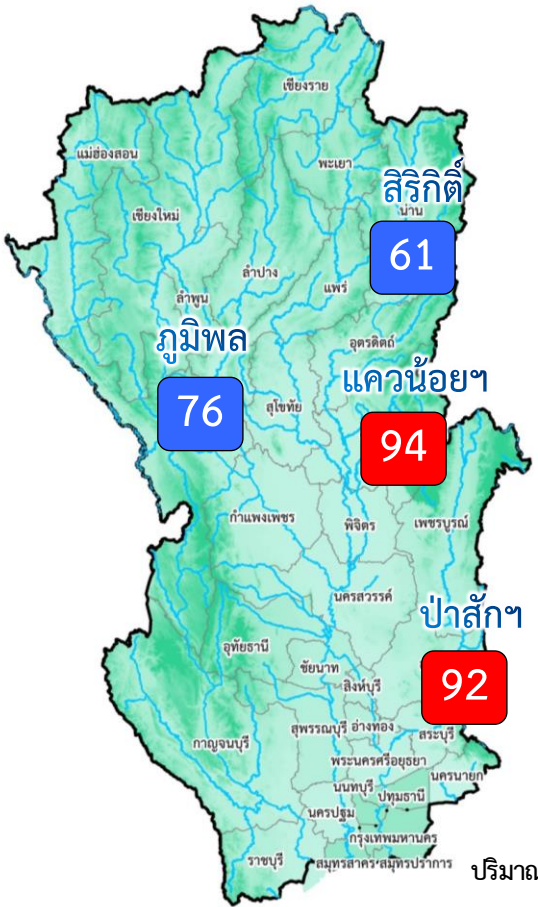 เชียงราย
แม่ฮ่องสอน
พะเยา
สิริกิติ์
น่าน
เชียงใหม่
61
ลำปาง
แพร่
ลำพูน
ภูมิพล
อุตรดิตถ์
แควน้อยฯ
76
สุโขทัย
94
กำแพงเพชร
พิจิตร
เพชรบูรณ์
นครสวรรค์
ป่าสักฯ
อุทัยธานี
ชัยนาท
สิงห์บุรี
92
สุพรรณบุรี อ่างทอง
สระบุรี
กาญจนบุรี
พระนครศรีอยุธยา
นครนายก
นนทบุรี
ปทุมธานี
นครปฐม
กรุงเทพมหานคร
ราชบุรี
สมุทรสาคร สมุทรปราการ
ปริมาณ